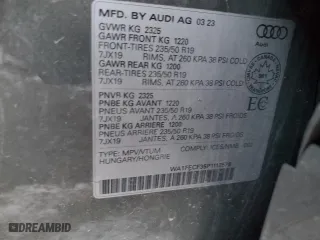 MFD. BY AUDI AG 03 23
GVWR KG 2325
GAWR FRONT KG 1220
FRONT-TIRES 235/50 R19
7JX19 RIMS, AT 260 KPA 38 PSI COLD
GAWR REAR KG 1200
REAR-TIRES 235/50 R19
7JX19 RIMS, AT 260 KPA 38 PSI COLD
PNVB KG 2325
PNBE KG AVANT 1220
PNEUS AVANT 235/50 R19
7JX19 JANTES, A 260 KPA 38 PSI
PNBE KG ARRIERE 1200
PNEUS ARRIERE 235/50 R19
7JX19 JANTES, A 260 KPA 38 PSI
EC
TYPE: MPV/VTUM
HUNGARY/HONGRIE
Audi